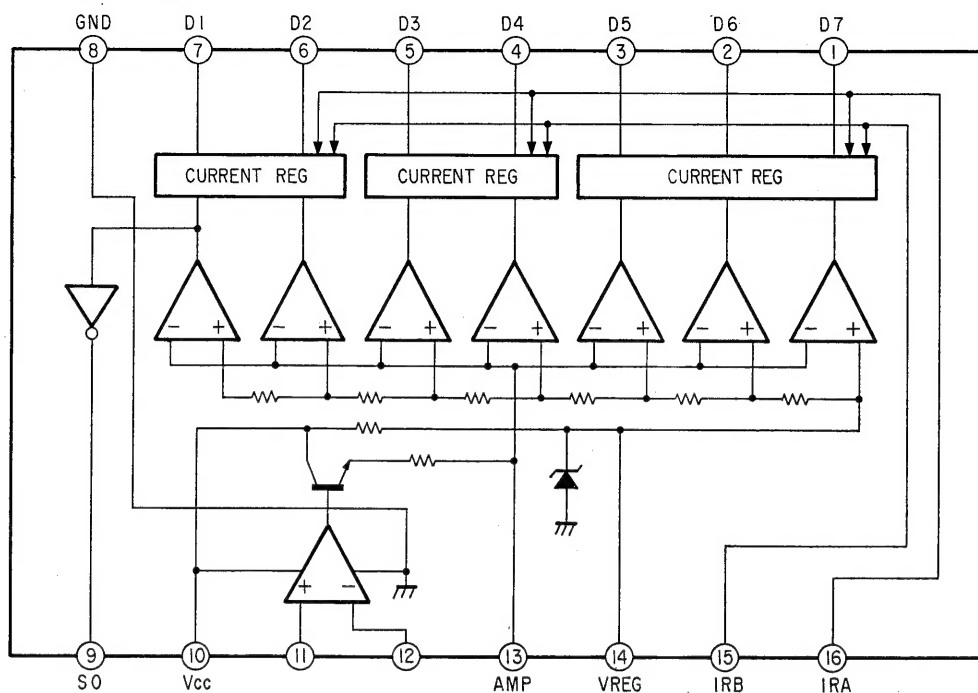 GND D1 D2 D3 D4 D5 D6 D7
8 7 6 5 4 3 2 1
CURRENT REG CURRENT REG CURRENT REG
- + - + - + - + - + - + - +
+ -
9 10 11 12 13 14 15 16
SO Vcc AMP VREG IRB IRA